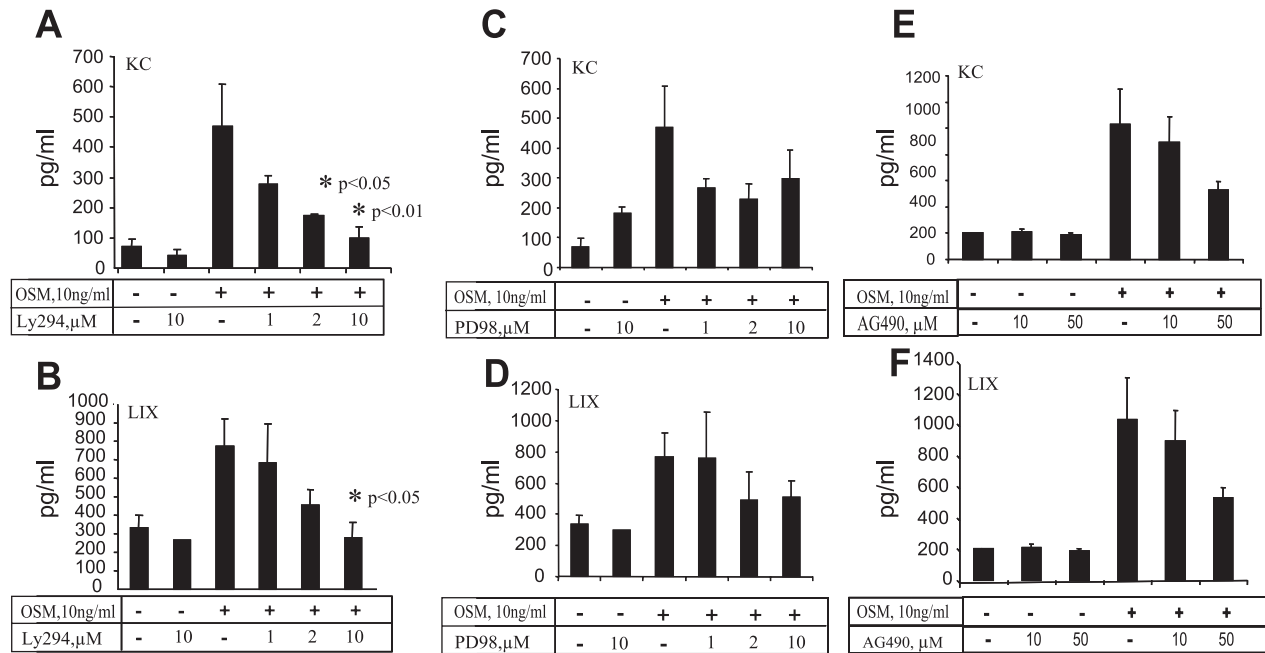 A
KC
pg/ml
700
600
500
400
300
200
100
0
* p<0.05
* p<0.01
OSM,10ng/ml - - + + + +
Ly294,µM - 10 - 1 2 10
C
KC
pg/ml
700
600
500
400
300
200
100
0
OSM, 10ng/ml - - + + + +
PD98,µM - 10 - 1 2 10
E
KC
pg/ml
1200
1000
800
600
400
200
0
OSM, 10ng/ml - - - + + +
AG490, µM - 10 50 - 10 50
B
LIX
pg/ml
1000
900
800
700
600
500
400
300
200
100
0
* p<0.05
OSM,10ng/ml - - + + + +
Ly294,µM - 10 - 1 2 10
D
LIX
pg/ml
1200
1000
800
600
400
200
0
OSM, 10ng/ml - - + + + +
PD98,µM - 10 - 1 2 10
F
LIX
pg/ml
1400
1200
1000
800
600
400
200
0
OSM, 10ng/ml - - - + + +
AG490, µM - 10 50 - 10 50